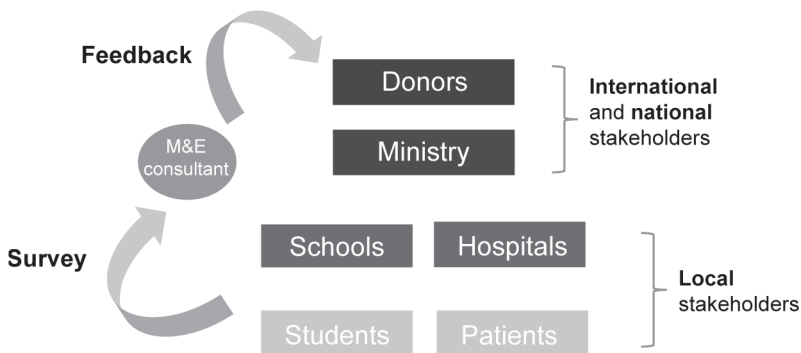 Feedback
Donors
International
and national
stakeholders
M&E
consultant
Ministry
Survey
Schools
Hospitals
Local
stakeholders
Students
Patients